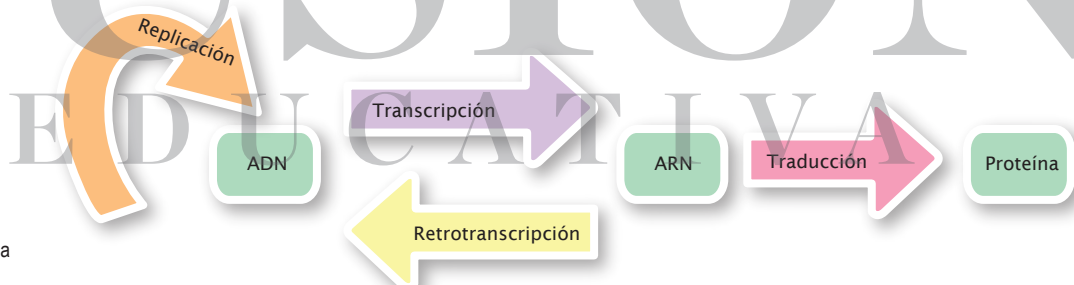 Replicación
EDUCATIVA
Transcripción
ADN
ARN
Traducción
Proteína
Retrotranscripción
a